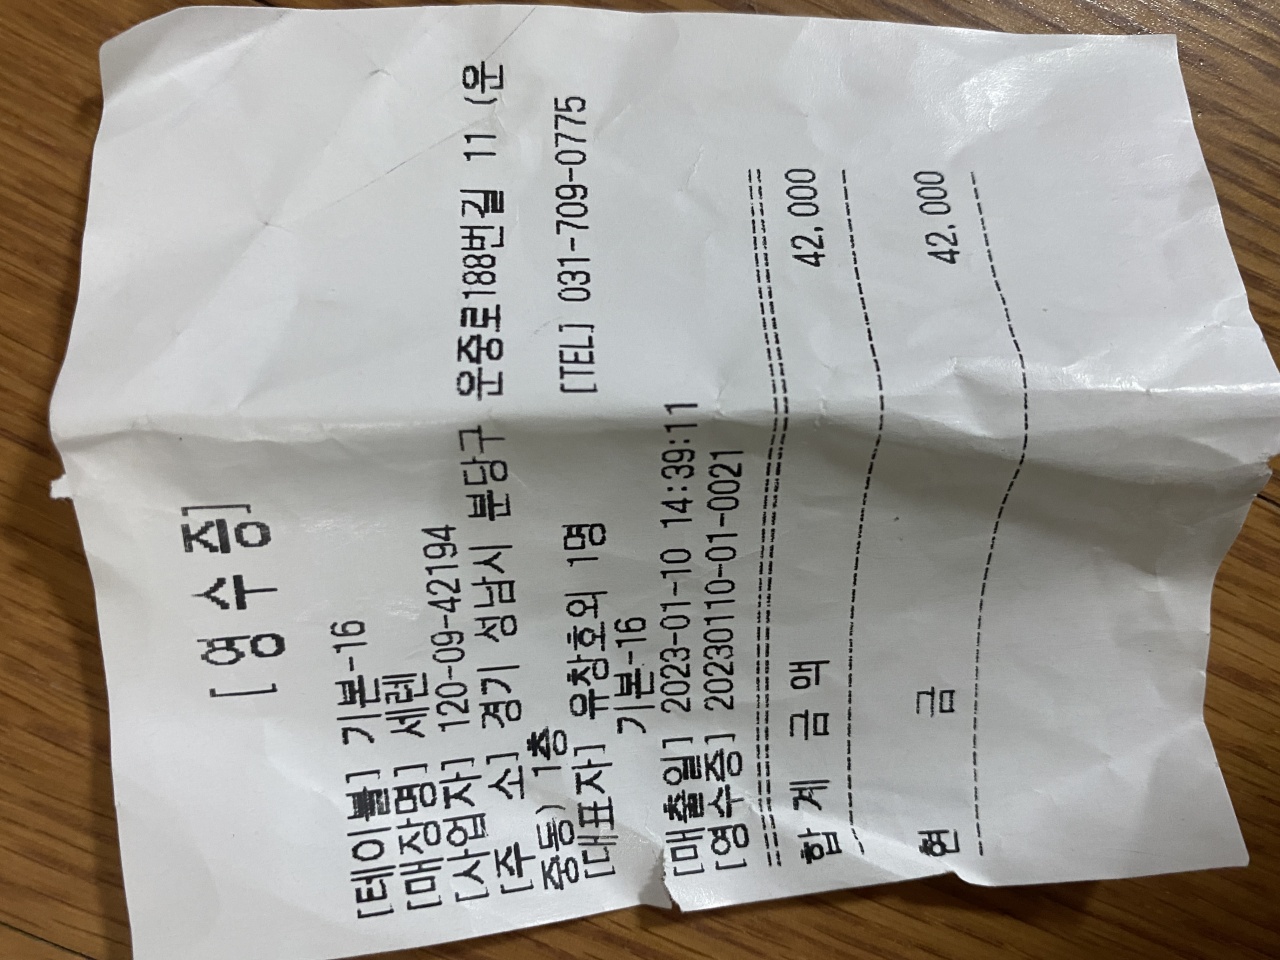 [영 수 증]
[테이블] 기본-16
[매장명] 세렌
[사업자] 120-09-42194
[주 소] 경기 성남시 분당구 운중로188번길 11 (운
중동) 1층
[대표자] 유창호외 1명 [TEL] 031-709-0775
기본-16
[매출일] 2023-01-10 14:39:11
[영수증] 20230110-01-0021
합 계 금 액 42,000
현 금 42,000